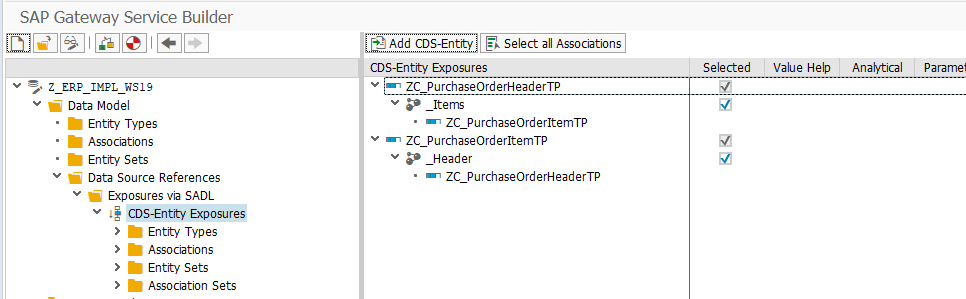 SAP Gateway Service Builder
Add CDS-Entity Select all Associations
CDS-Entity Exposures Selected Value Help Analytical Paramet
Z_ERP_IMPL_WS19
Data Model
Entity Types
Associations
Entity Sets
Data Source References
Exposures via SADL
CDS-Entity Exposures
Entity Types
Associations
Entity Sets
Association Sets
ZC_PurchaseOrderHeaderTP
_Items
ZC_PurchaseOrderItemTP
ZC_PurchaseOrderItemTP
_Header
ZC_PurchaseOrderHeaderTP